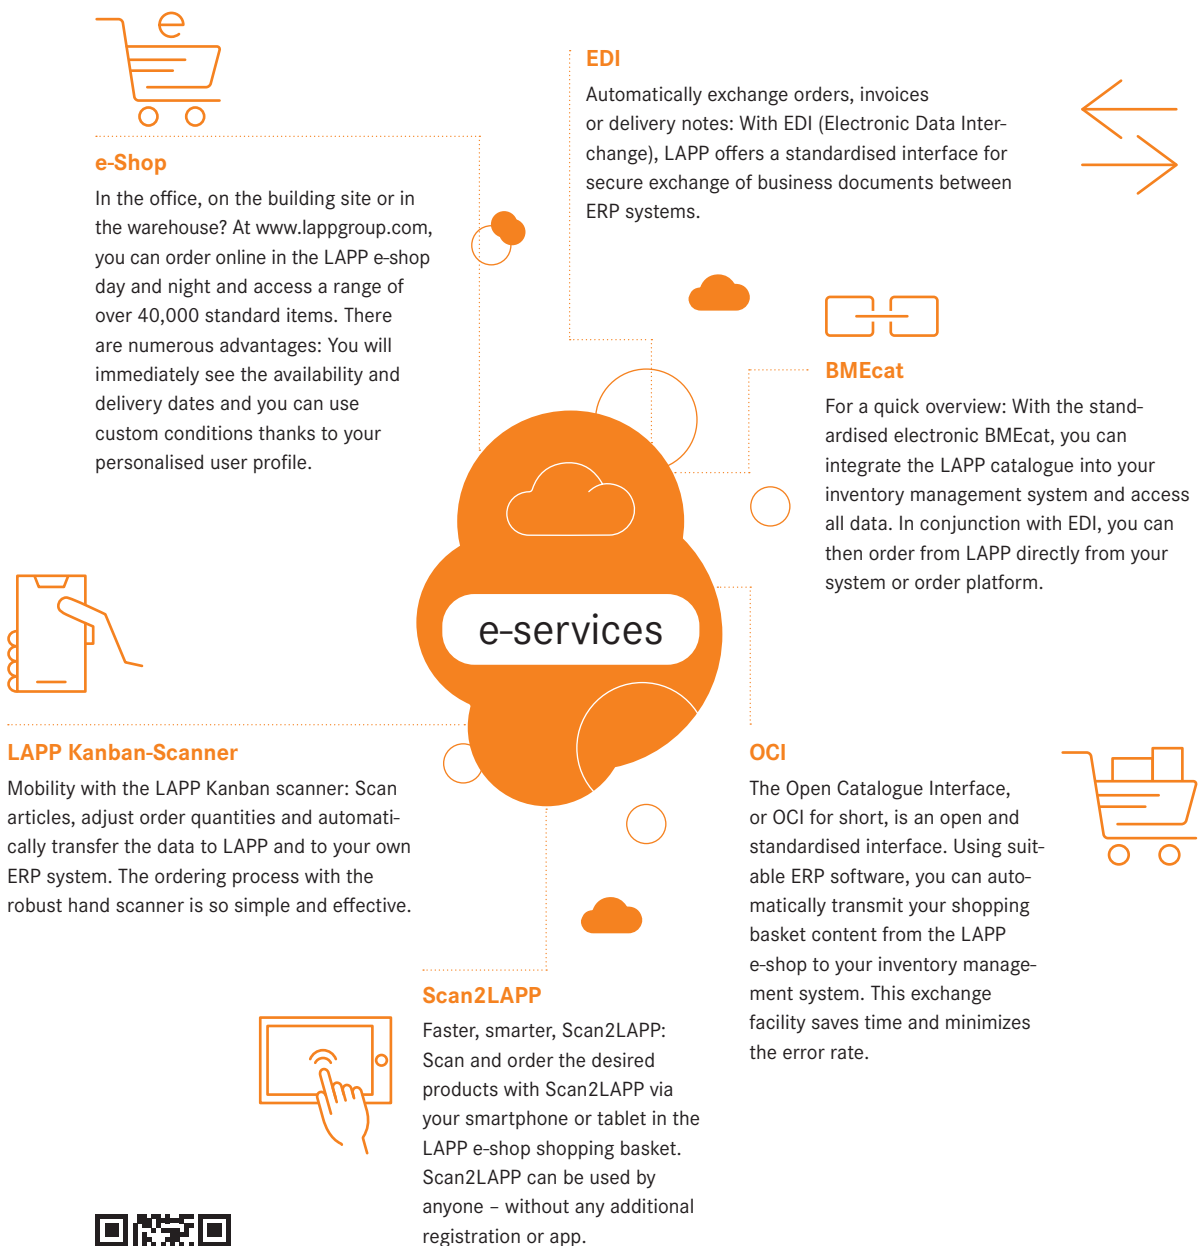 e
e-Shop
In the office, on the building site or in
the warehouse? At www.lappgroup.com,
you can order online in the LAPP e-shop
day and night and access a range of
over 40,000 standard items. There
are numerous advantages: You will
immediately see the availability and
delivery dates and you can use
custom conditions thanks to your
personalised user profile.
EDI
Automatically exchange orders, invoices
or delivery notes: With EDI (Electronic Data Inter-
change), LAPP offers a standardised interface for
secure exchange of business documents between
ERP systems.
BMEcat
For a quick overview: With the stand-
ardised electronic BMEcat, you can
integrate the LAPP catalogue into your
inventory management system and access
all data. In conjunction with EDI, you can
then order from LAPP directly from your
system or order platform.
e-services
LAPP Kanban-Scanner
Mobility with the LAPP Kanban scanner: Scan
articles, adjust order quantities and automati-
cally transfer the data to LAPP and to your own
ERP system. The ordering process with the
robust hand scanner is so simple and effective.
OCI
The Open Catalogue Interface,
or OCI for short, is an open and
standardised interface. Using suit-
able ERP software, you can auto-
matically transmit your shopping
basket content from the LAPP
e-shop to your inventory manage-
ment system. This exchange
facility saves time and minimizes
the error rate.
Scan2LAPP
Faster, smarter, Scan2LAPP:
Scan and order the desired
products with Scan2LAPP via
your smartphone or tablet in the
LAPP e-shop shopping basket.
Scan2LAPP can be used by
anyone – without any additional
registration or app.